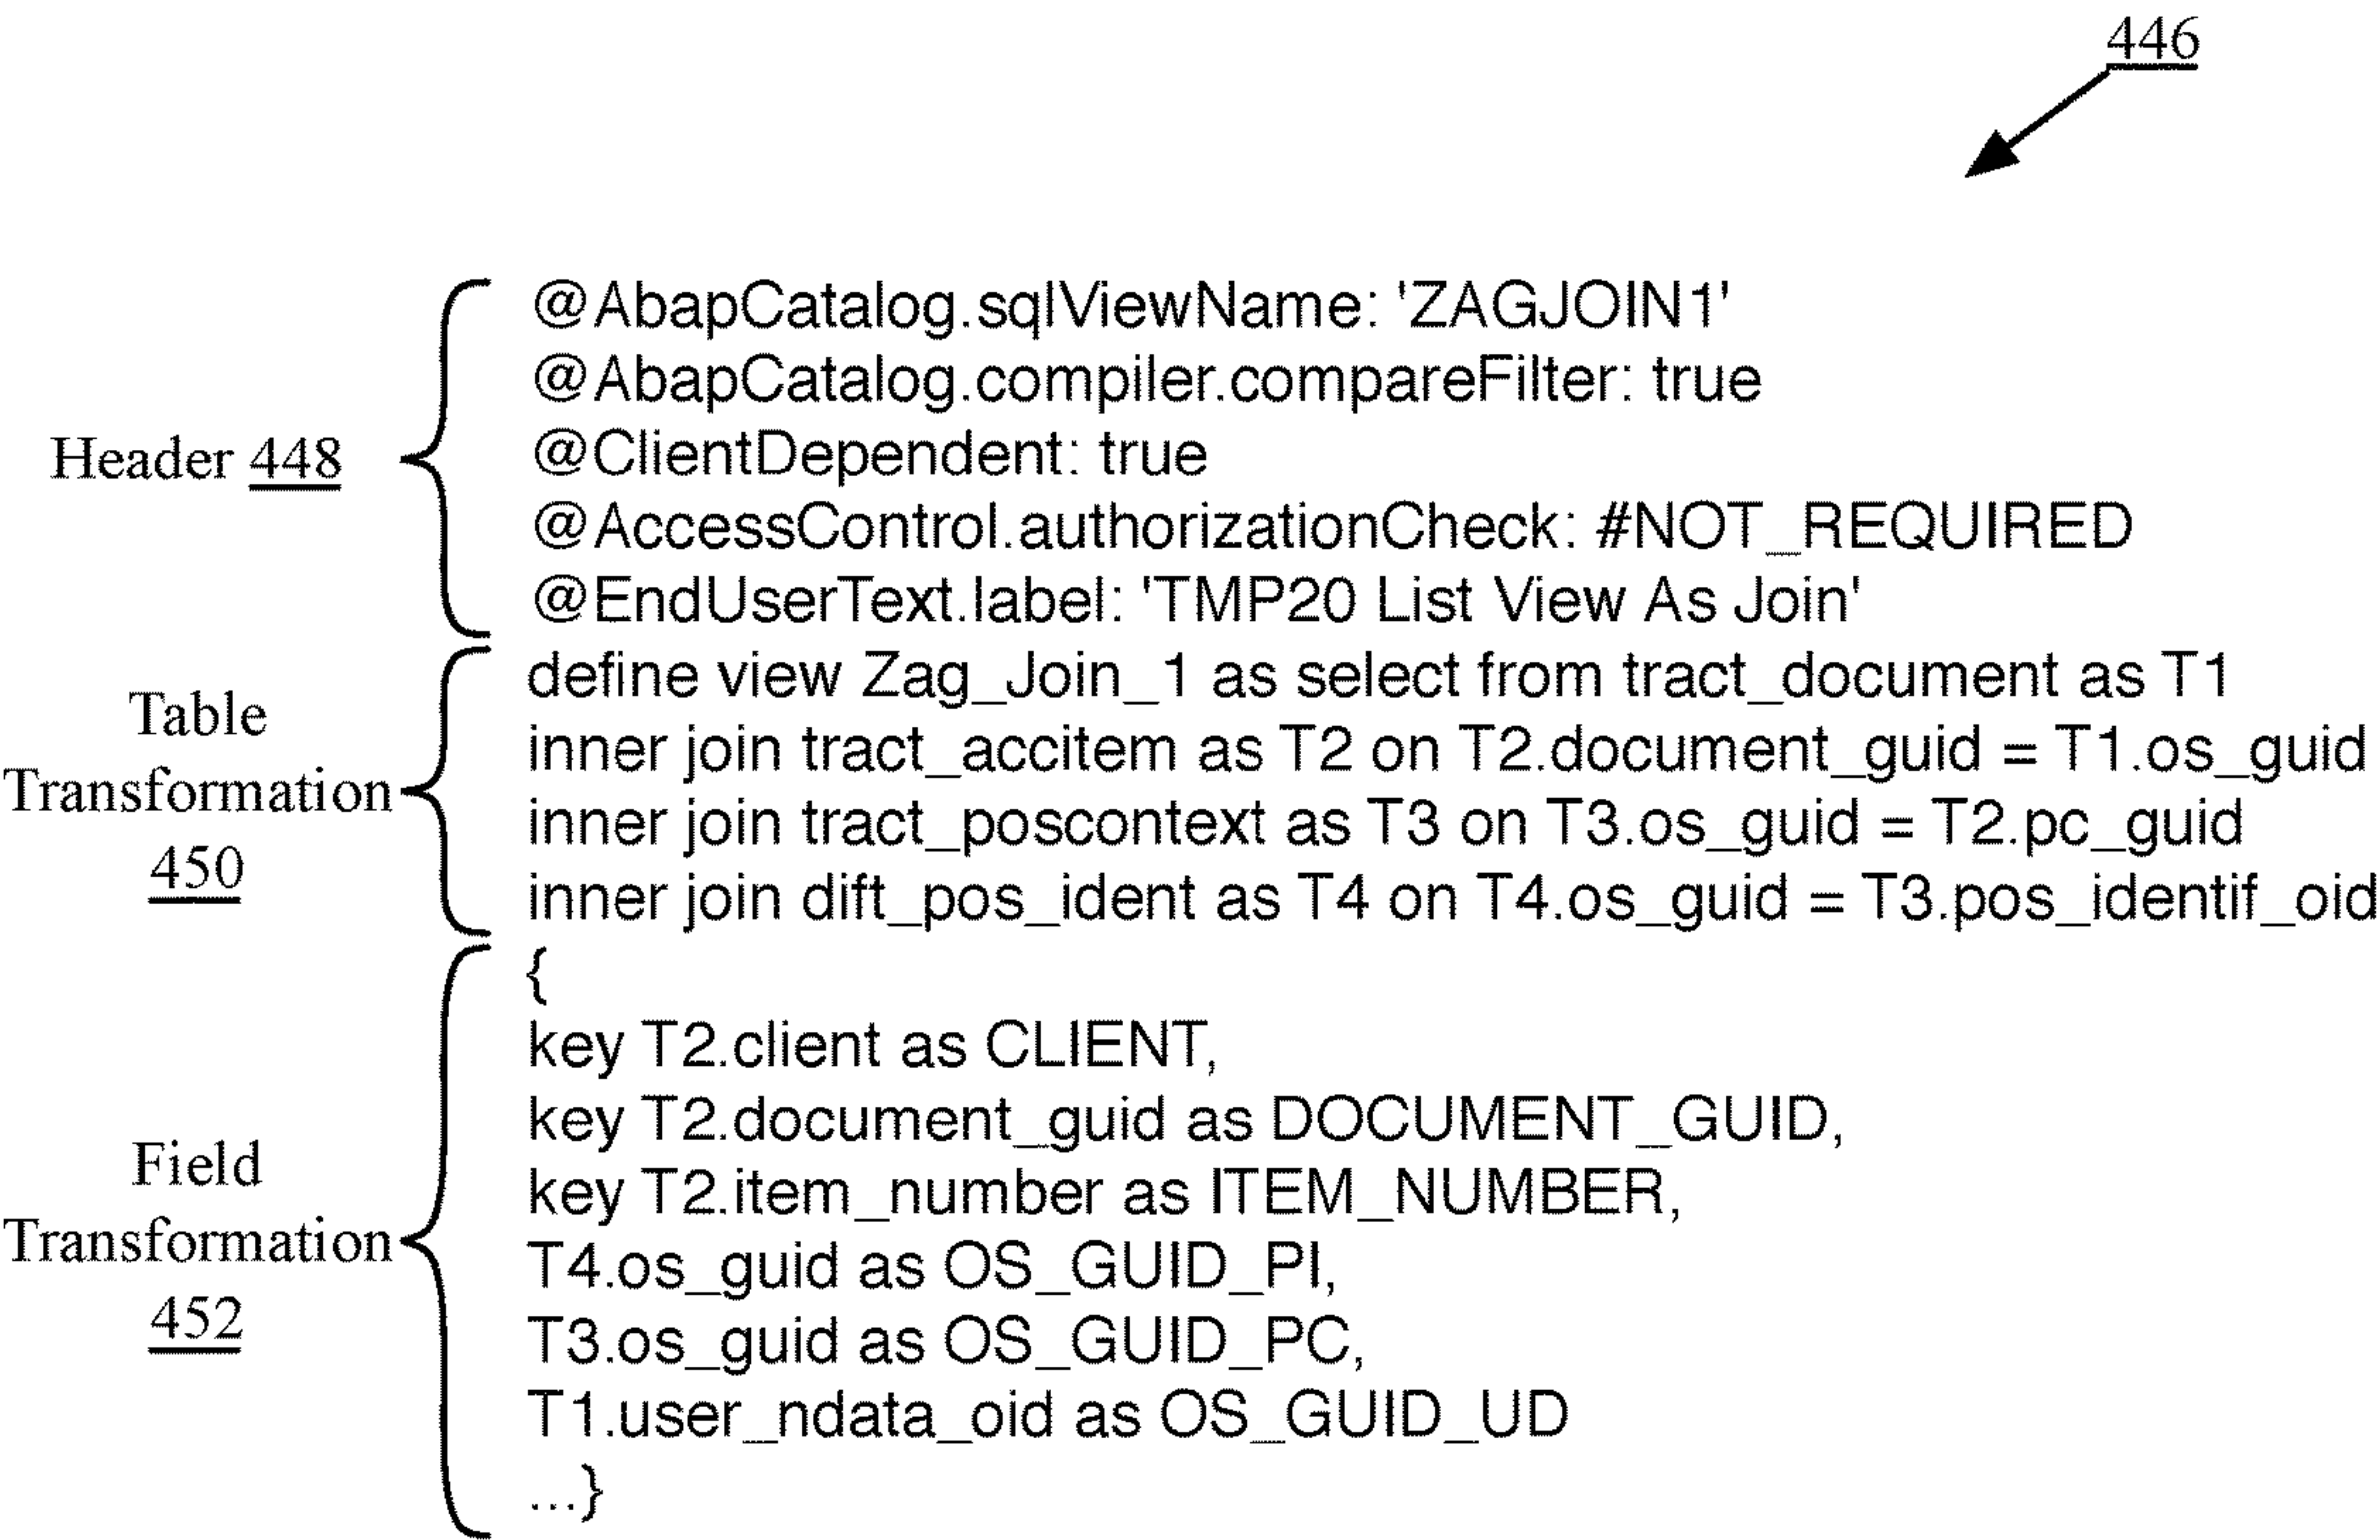 446
Header 448
@AbapCatalog.sqlViewName: 'ZAGJOIN1'
@AbapCatalog.compiler.compareFilter: true
@ClientDependent: true
@AccessControl.authorizationCheck: #NOT_REQUIRED
@EndUserText.label: 'TMP20 List View As Join'
Table
Transformation
450
define view Zag_Join_1 as select from tract_document as T1
inner join tract_accitem as T2 on T2.document_guid = T1.os_guid
inner join tract_poscontext as T3 on T3.os_guid = T2.pc_guid
inner join dift_pos_ident as T4 on T4.os_guid = T3.pos_identif_oid
Field
Transformation
452
{
key T2.client as CLIENT,
key T2.document_guid as DOCUMENT_GUID,
key T2.item_number as ITEM_NUMBER,
T4.os_guid as OS_GUID_PI,
T3.os_guid as OS_GUID_PC,
T1.user_ndata_oid as OS_GUID_UD
...}